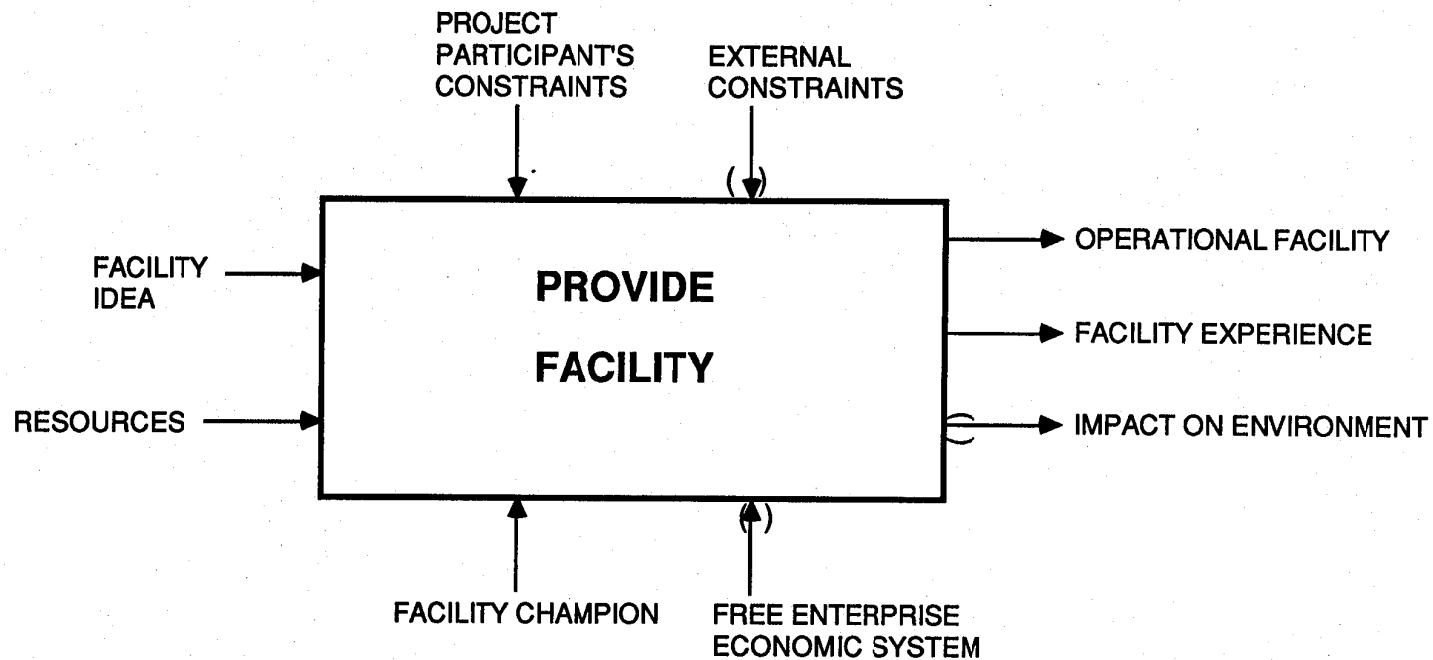 PROJECT
PARTICIPANT'S
CONSTRAINTS
EXTERNAL
CONSTRAINTS
( )
FACILITY
IDEA
RESOURCES
PROVIDE
FACILITY
OPERATIONAL FACILITY
FACILITY EXPERIENCE
IMPACT ON ENVIRONMENT
( )
FACILITY CHAMPION
FREE ENTERPRISE
ECONOMIC SYSTEM